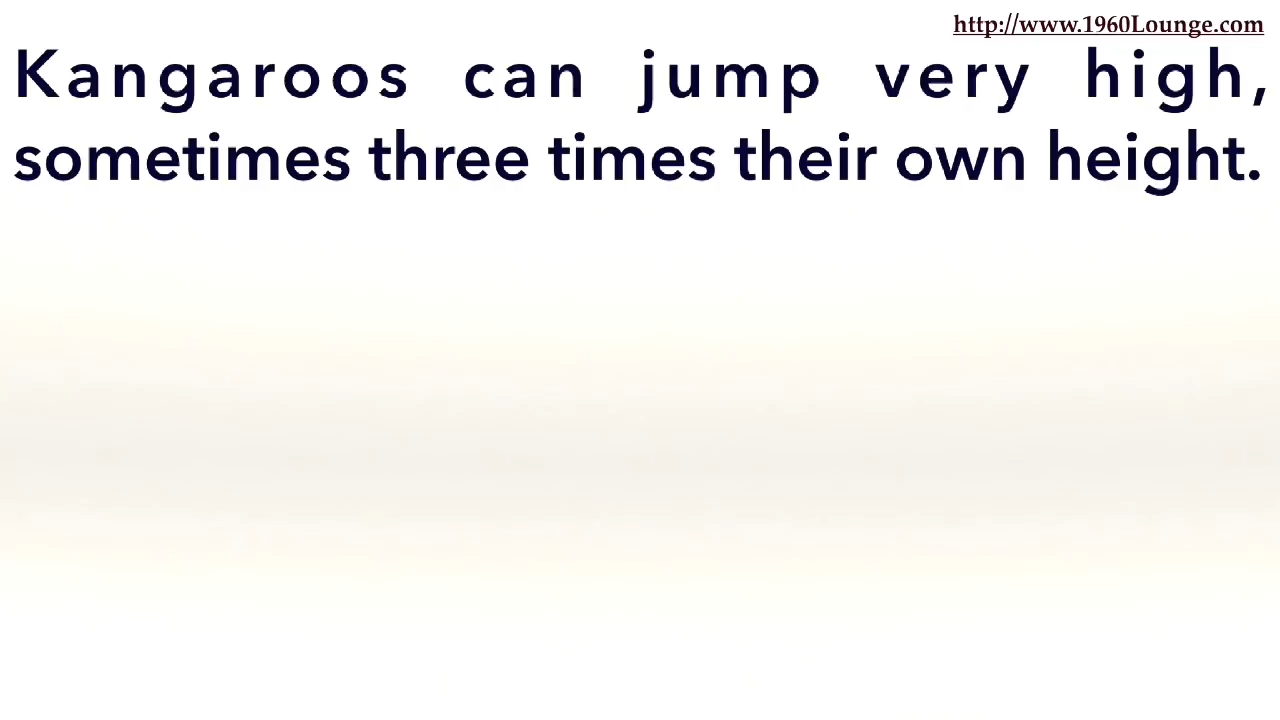 http://www.1960Lounge.com
Kangaroos can jump very high,
sometimes three times their own height.